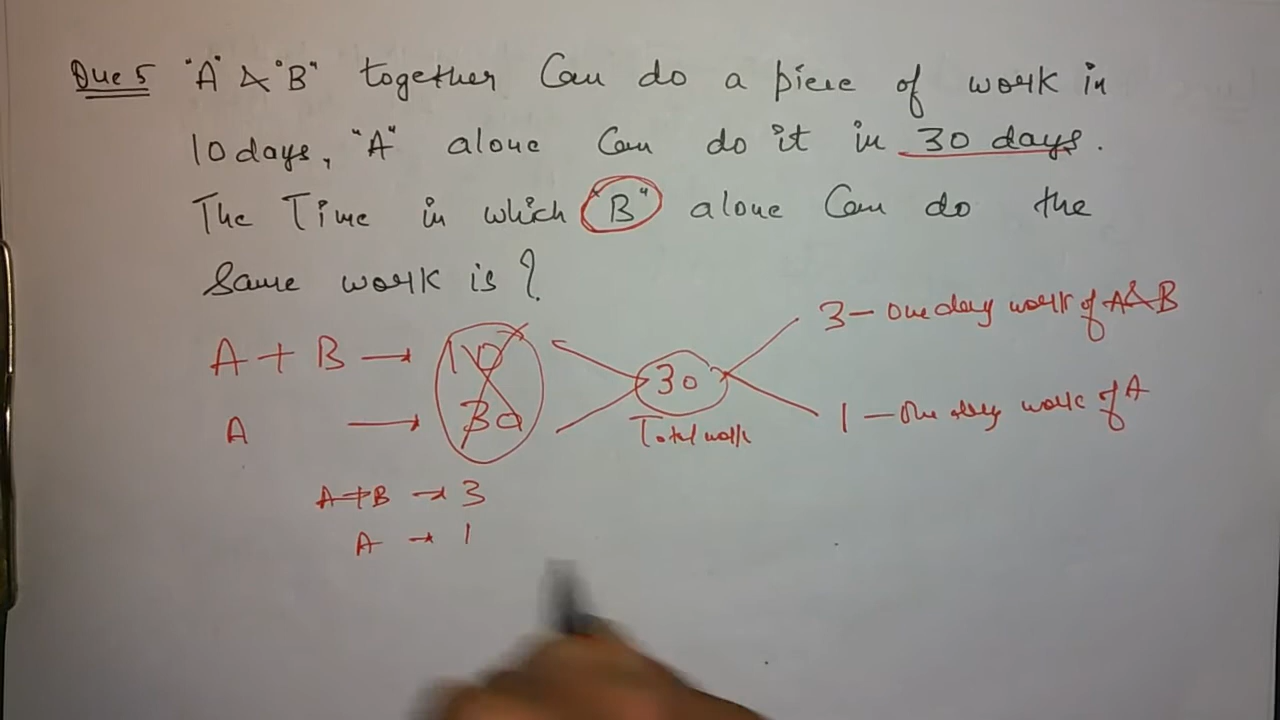 Que 5 "A" & "B" together Can do a piece of work in
10 days, "A" alone Can do it in 30 days.
The Time in which "B" alone Can do the
Same work is ?
A + B → 10
A → 30
30
Total work
3 - one day work of A&B
1 - one day work of A
A+B → 3
A → 1